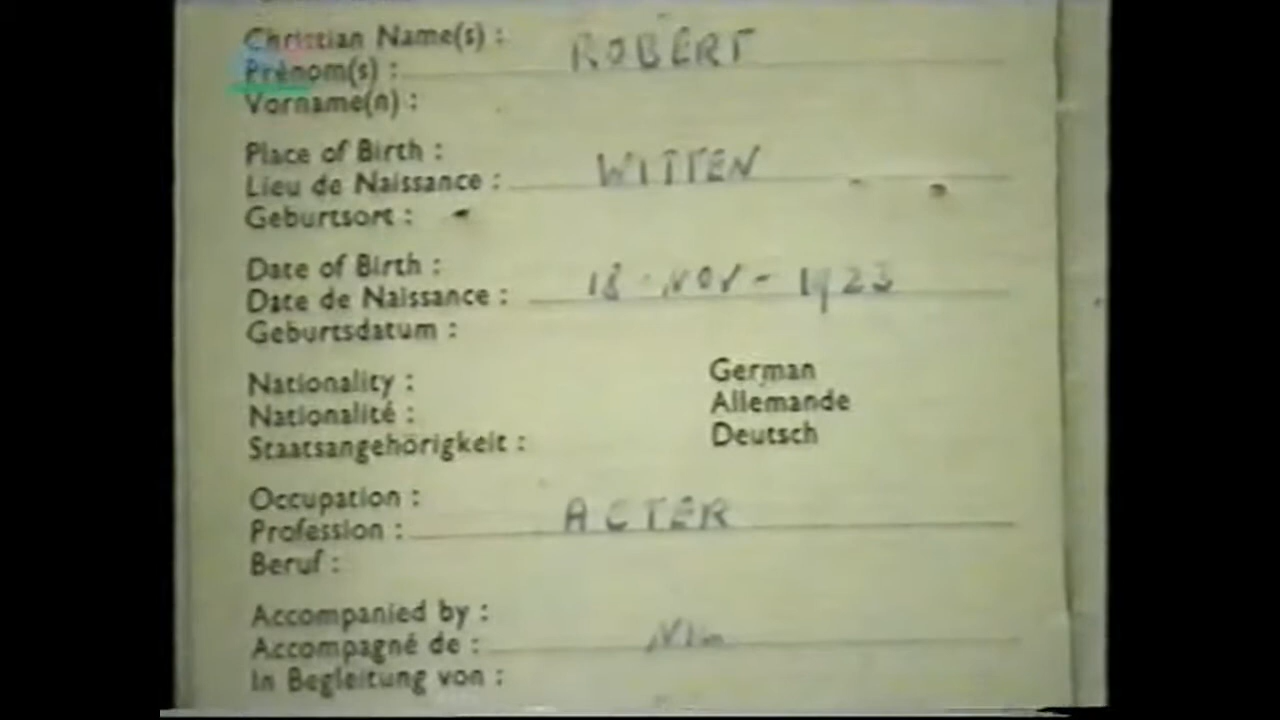 Christian Name(s) : ROBERT
Prénom(s) :
Vorname(n) :
Place of Birth : WITTEN
Lieu de Naissance :
Geburtsort :
Date of Birth : 18 - NOV - 1923
Date de Naissance :
Geburtsdatum :
Nationality : German
Nationalité : Allemande
Staatsangehörigkeit : Deutsch
Occupation : ACTER
Profession :
Beruf :
Accompanied by :
Accompagné de : NIL
In Begleitung von :